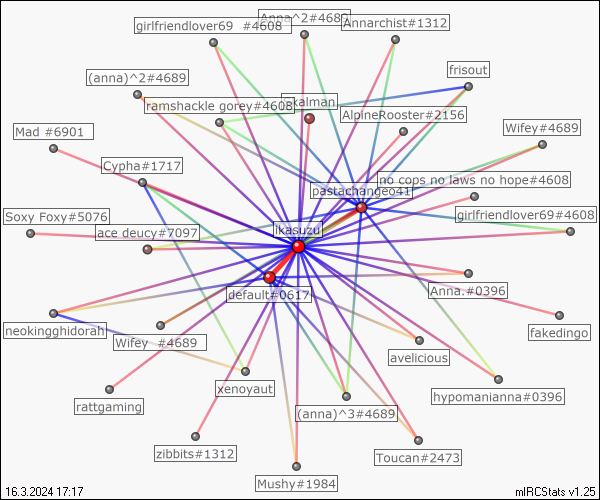 girlfriendlover69 #4608
Anna^2#4689
Annarchist#1312
frisout
(anna)^2#4689
ramshackle gorey#4608
kalman
AlpineRooster#2156
Mad #6901
Wifey#4689
Cypha#1717
no cops no laws no hope#4608
pastachange641
Soxy Foxy#5076
ikasuzu
girlfriendlover69#4608
ace deucy#7097
default#0617
Anna.#0396
neokingghidorah
Wifey #4689
fakedingo
avelicious
xenoyaut
hypomanianna#0396
rattgaming
(anna)^3#4689
zibbits#1312
Toucan#2473
Mushy#1984
16.3.2024 17:17
mIRCStats v1.25